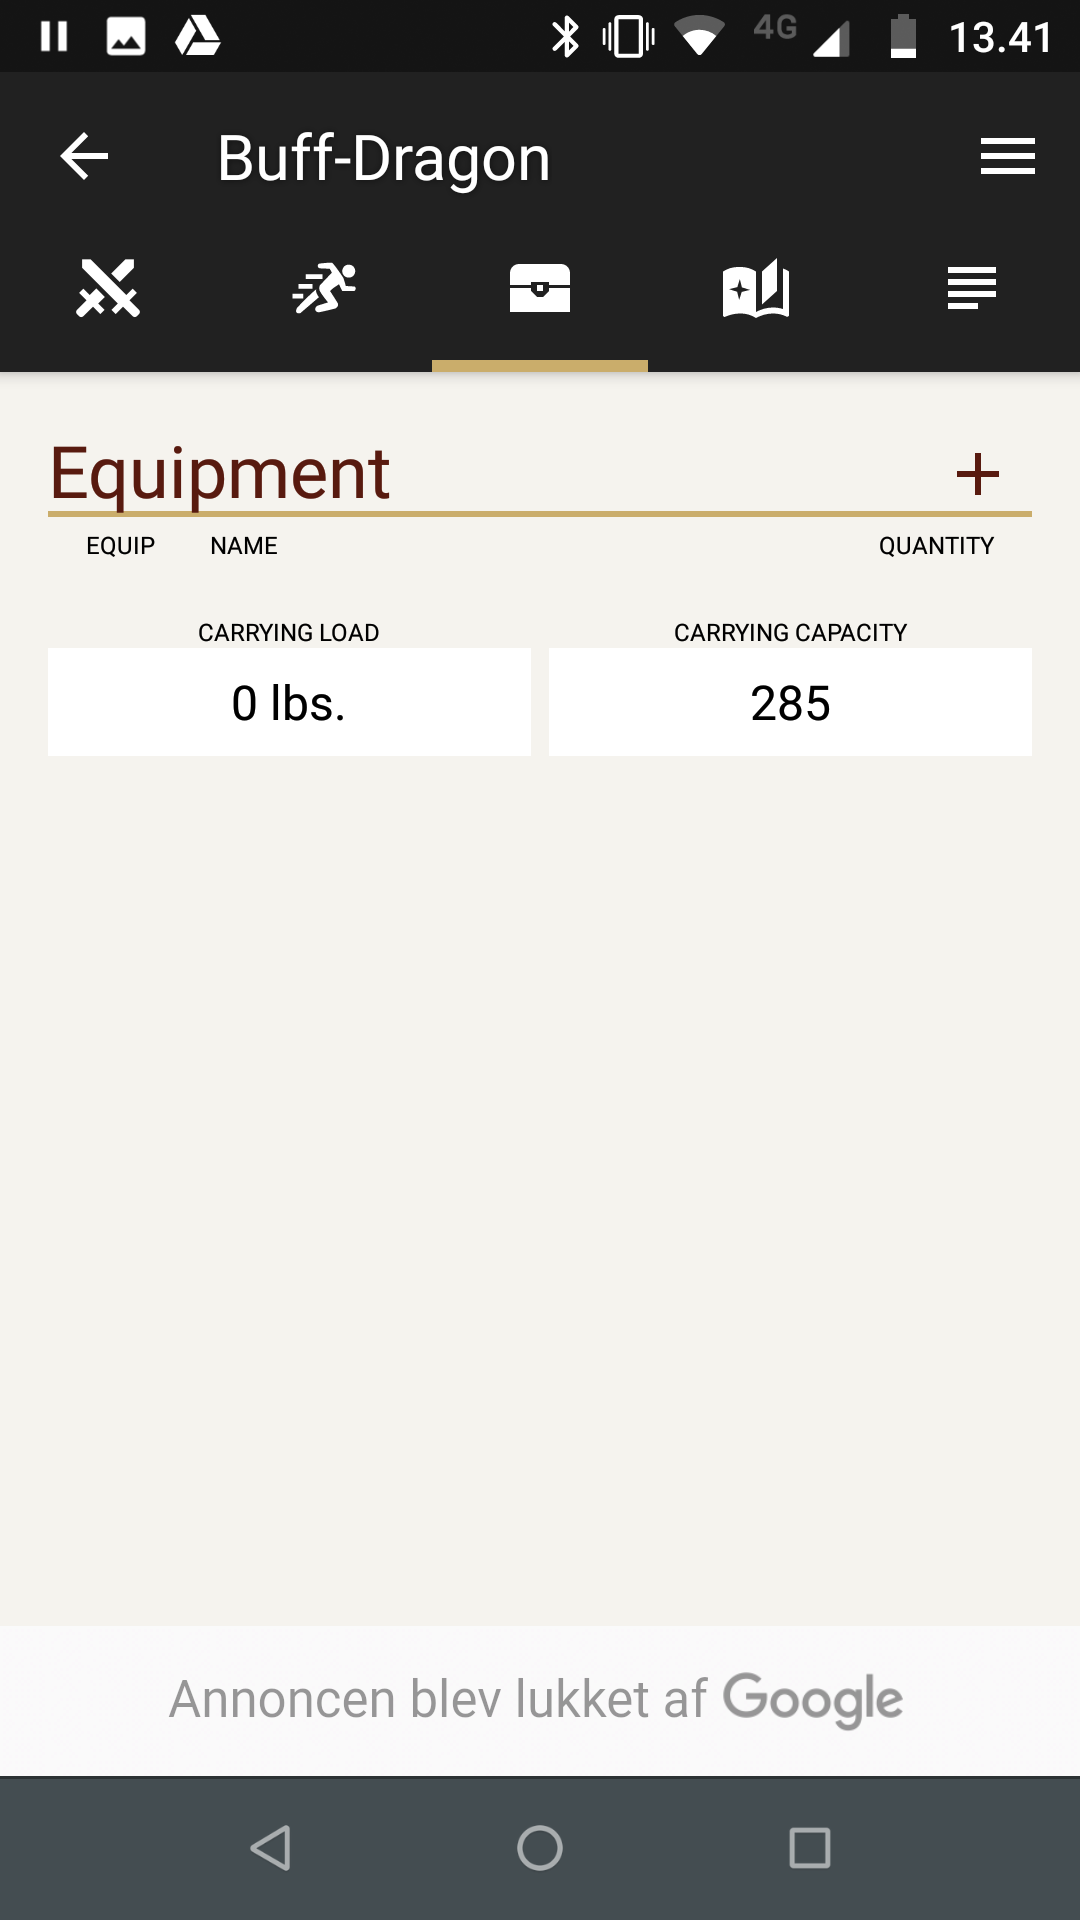 4G 13.41
Buff-Dragon
Equipment
EQUIP NAME QUANTITY
CARRYING LOAD CARRYING CAPACITY
0 lbs. 285
Annoncen blev lukket af Google